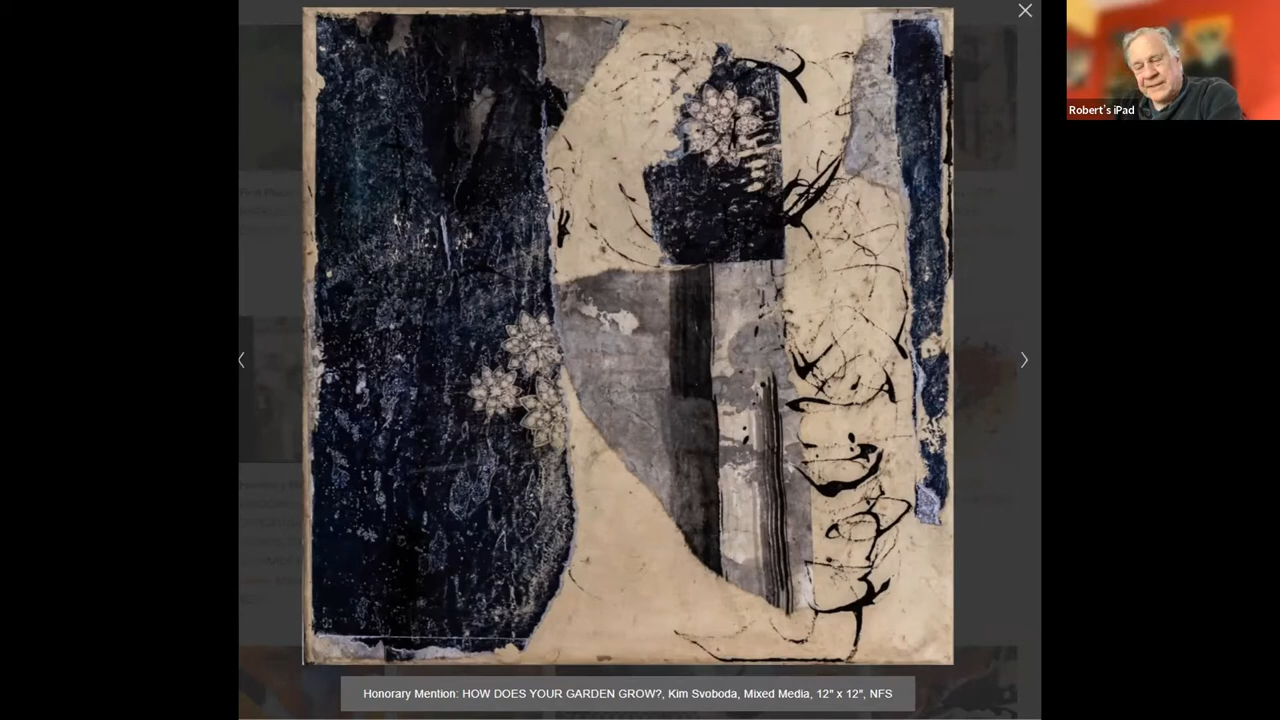 Robert's iPad
Honorary Mention: HOW DOES YOUR GARDEN GROW?, Kim Svoboda, Mixed Media, 12" x 12", NFS